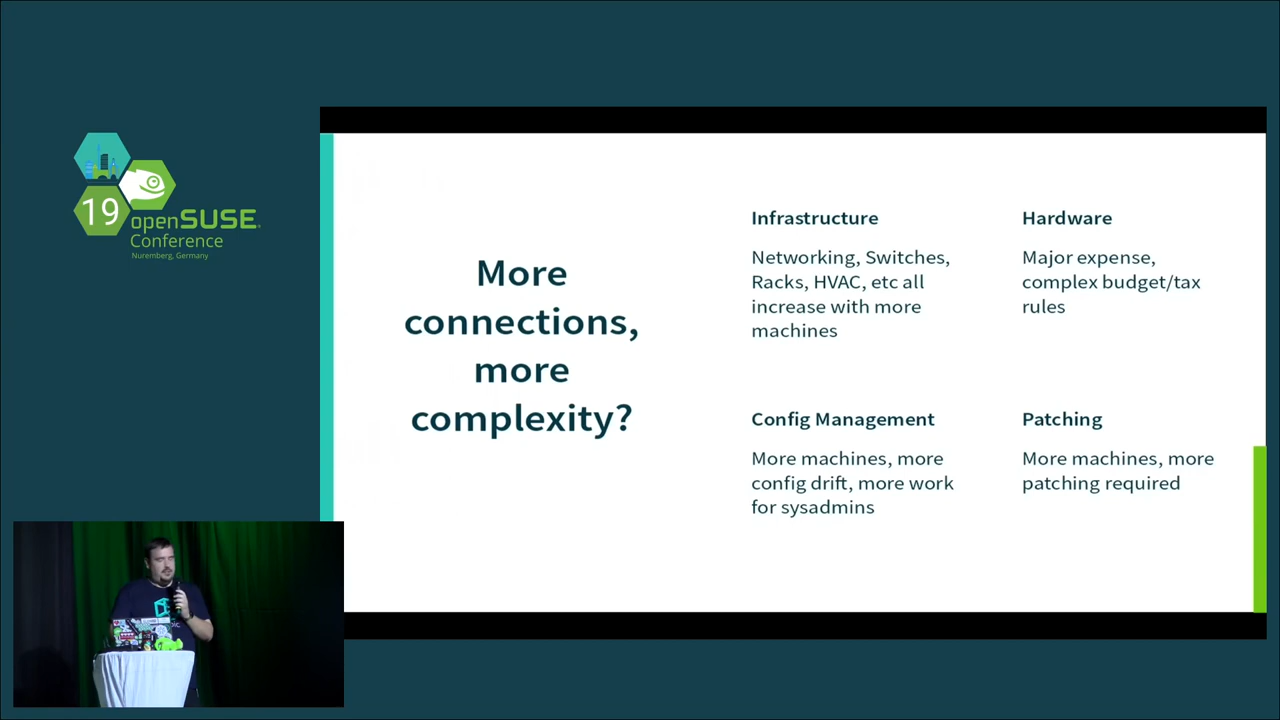 19
openSUSE
Conference
Nuremberg, Germany
More
connections,
more
complexity?
Infrastructure
Networking, Switches,
Racks, HVAC, etc all
increase with more
machines
Hardware
Major expense,
complex budget/tax
rules
Config Management
More machines, more
config drift, more work
for sysadmins
Patching
More machines, more
patching required